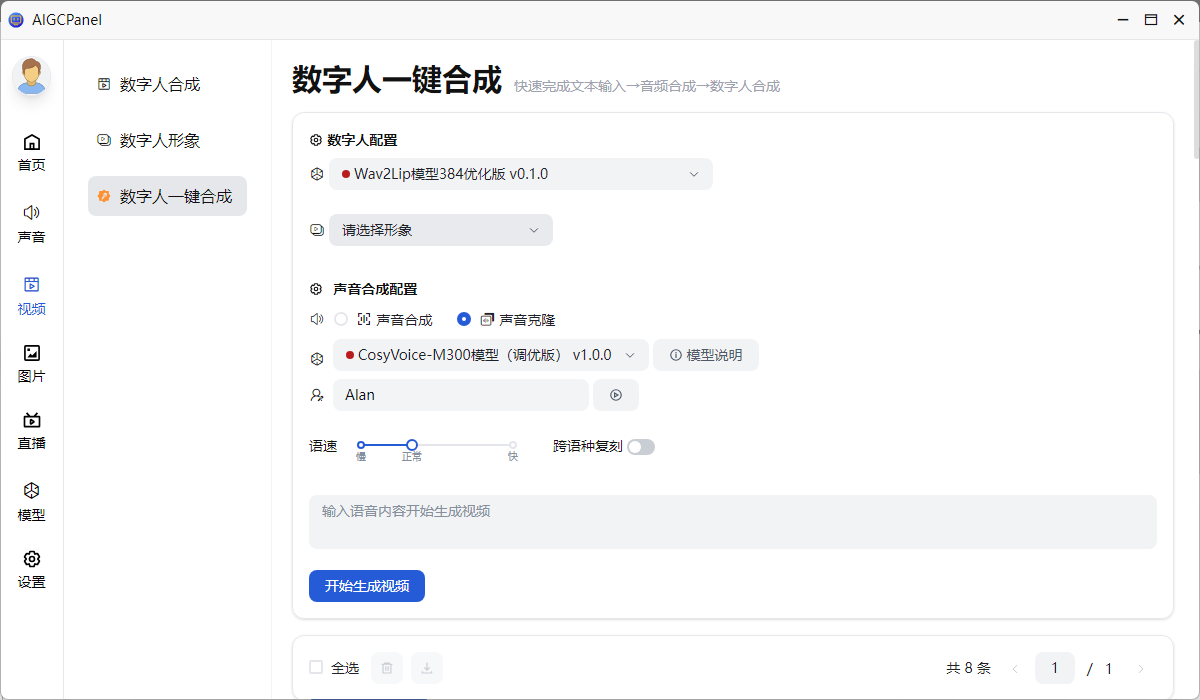 AIGCPanel
首页
声音
视频
图片
直播
模型
设置
数字人合成
数字人形象
数字人一键合成
数字人一键合成 快速完成文本输入→音频合成→数字人合成
数字人配置
Wav2Lip模型384优化版 v0.1.0
请选择形象
声音合成配置
声音合成 声音克隆
CosyVoice-M300模型（调优版） v1.0.0 模型说明
Alan
语速 慢 正常 快 跨语种复刻
输入语音内容开始生成视频
开始生成视频
全选 共 8 条 1 / 1